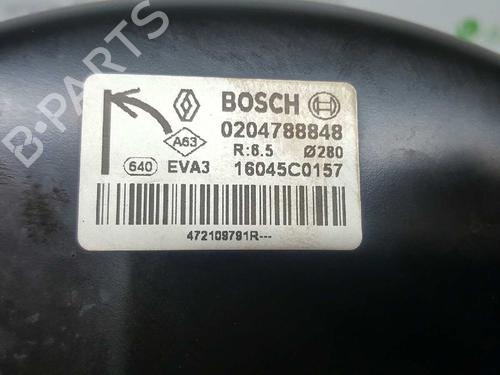 B-PARTS
BOSCH
A63
0204788848
R:6.5 Ø280
640 EVA3 16045C0157
472109791R---